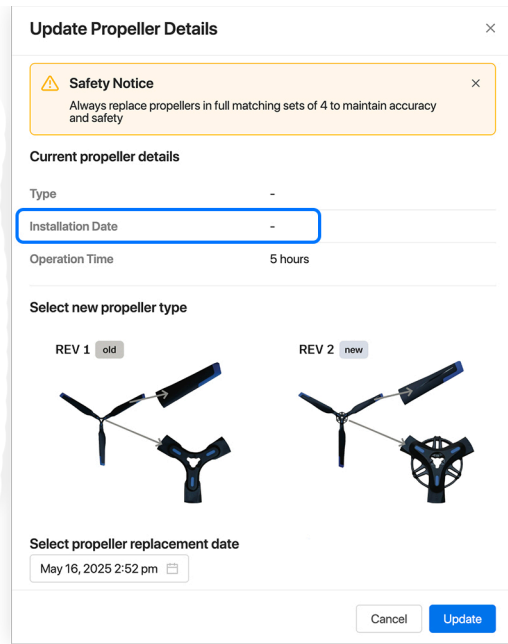 Update Propeller Details
Safety Notice
Always replace propellers in full matching sets of 4 to maintain accuracy
and safety
Current propeller details
Type -
Installation Date -
Operation Time 5 hours
Select new propeller type
REV 1 old REV 2 new
Select propeller replacement date
May 16, 2025 2:52 pm
Cancel Update